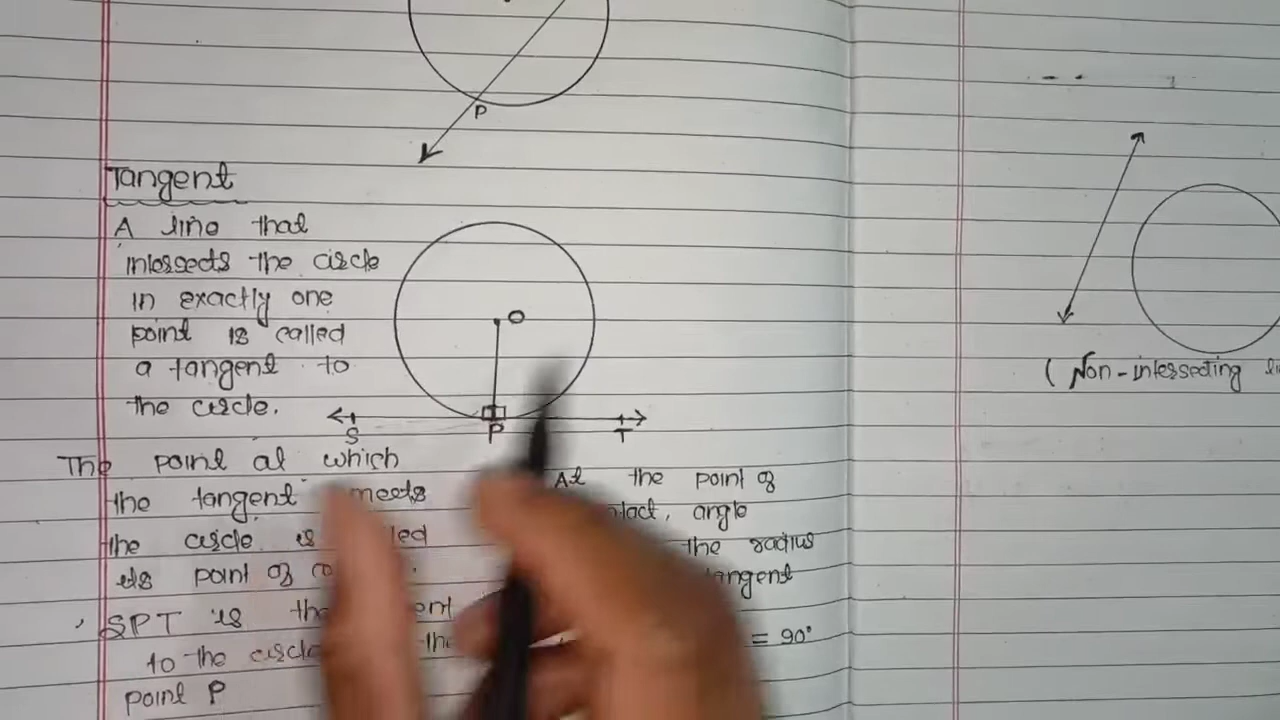 P
Tangent
A line that
intersects the circle
in exactly one
point is called
a tangent to
the circle.
O
S P T
The point at which
the tangent meets
the circle is
its point of
SPT is the
to the circle the
point P
At the point of
angle
the radius
tangent
= 90°
(Non-intersecting